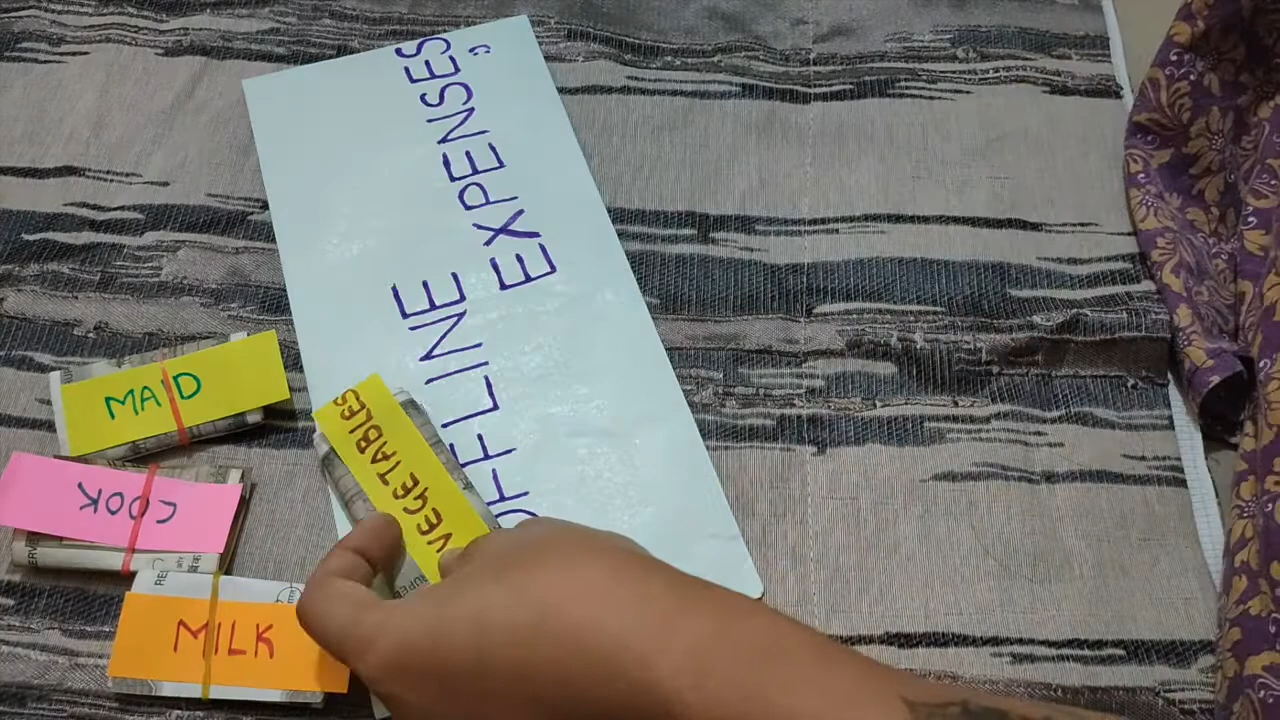 OFFLINE
EXPENSES
:)
MAID
COOK
MILK
VEGETABLES